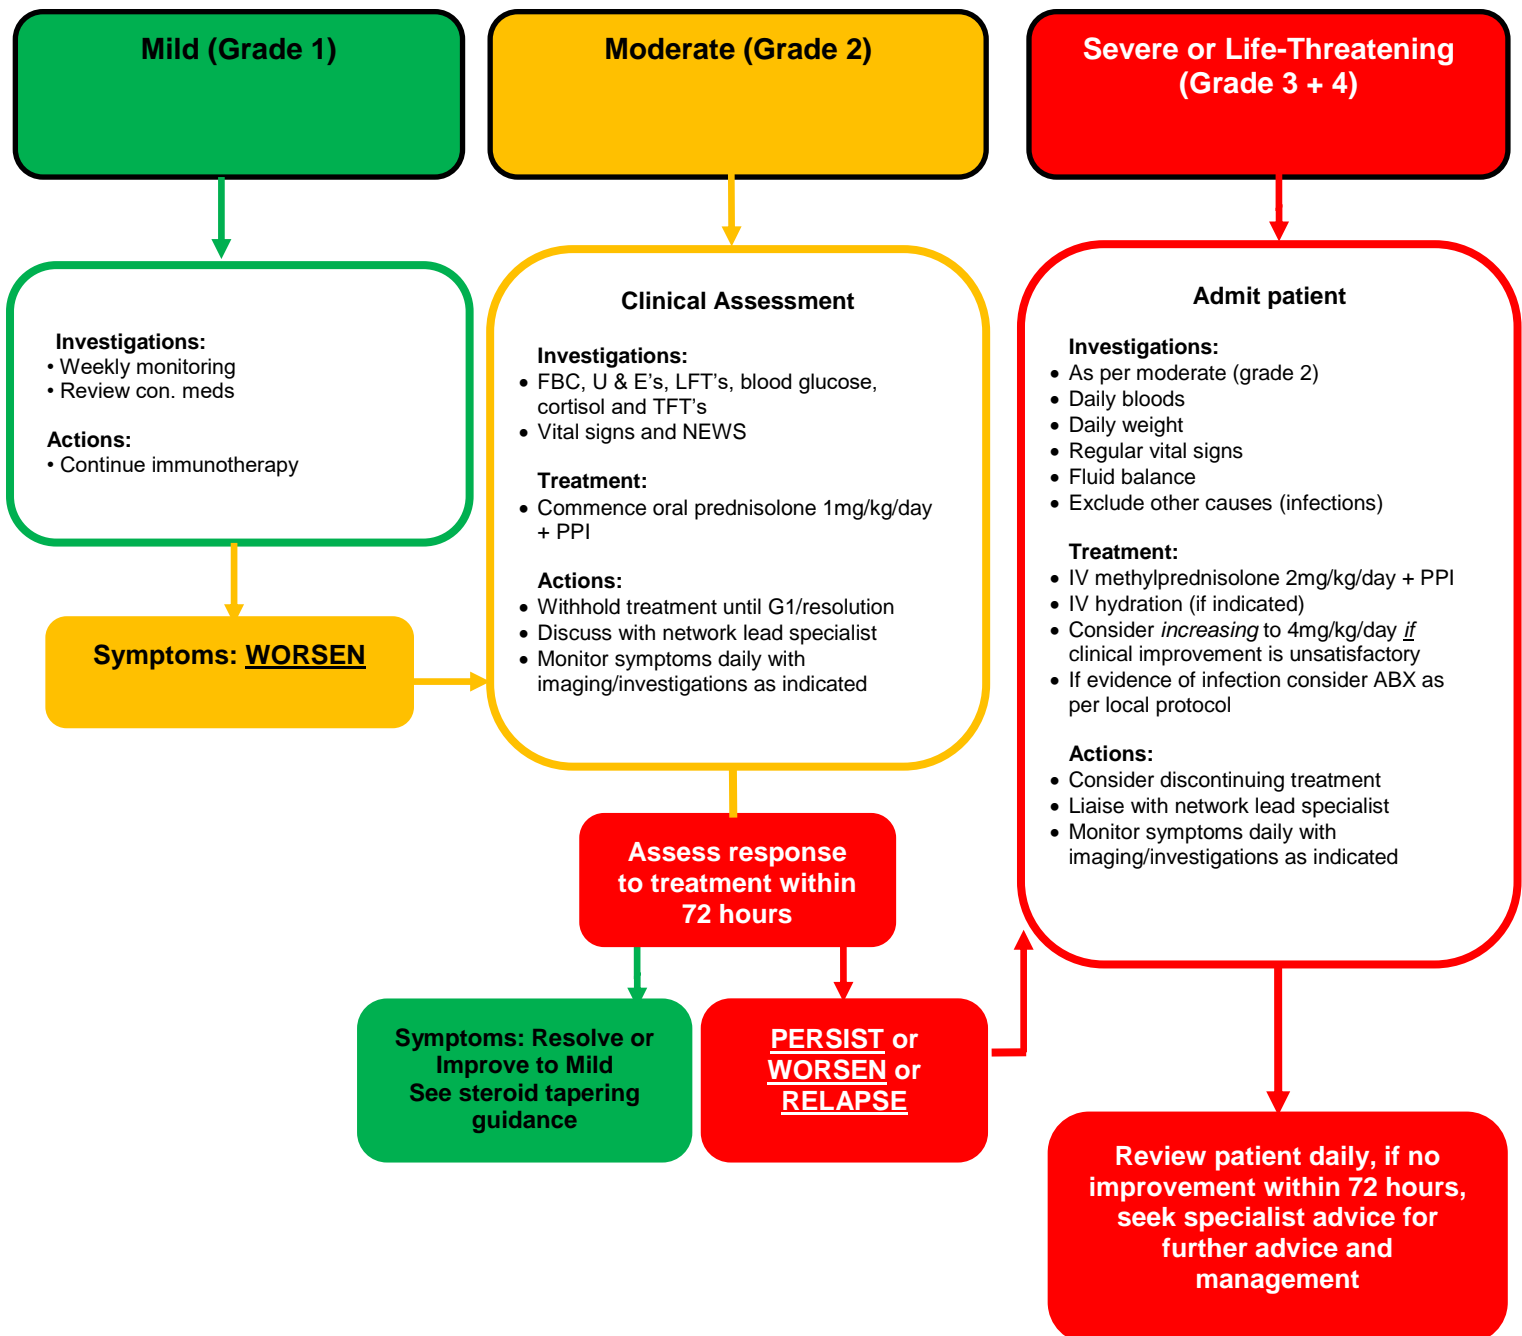 Mild (Grade 1)
Moderate (Grade 2)
Severe or Life-Threatening
(Grade 3 + 4)
Investigations:
• Weekly monitoring
• Review con. meds
Actions:
• Continue immunotherapy
Symptoms: WORSEN
Clinical Assessment
Investigations:
• FBC, U & E’s, LFT’s, blood glucose,
cortisol and TFT’s
• Vital signs and NEWS
Treatment:
• Commence oral prednisolone 1mg/kg/day
+ PPI
Actions:
• Withhold treatment until G1/resolution
• Discuss with network lead specialist
• Monitor symptoms daily with
imaging/investigations as indicated
Assess response
to treatment within
72 hours
Symptoms: Resolve or
Improve to Mild
See steroid tapering
guidance
PERSIST or
WORSEN or
RELAPSE
Admit patient
Investigations:
• As per moderate (grade 2)
• Daily bloods
• Daily weight
• Regular vital signs
• Fluid balance
• Exclude other causes (infections)
Treatment:
• IV methylprednisolone 2mg/kg/day + PPI
• IV hydration (if indicated)
• Consider increasing to 4mg/kg/day if
clinical improvement is unsatisfactory
• If evidence of infection consider ABX as
per local protocol
Actions:
• Consider discontinuing treatment
• Liaise with network lead specialist
• Monitor symptoms daily with
imaging/investigations as indicated
Review patient daily, if no
improvement within 72 hours,
seek specialist advice for
further advice and
management